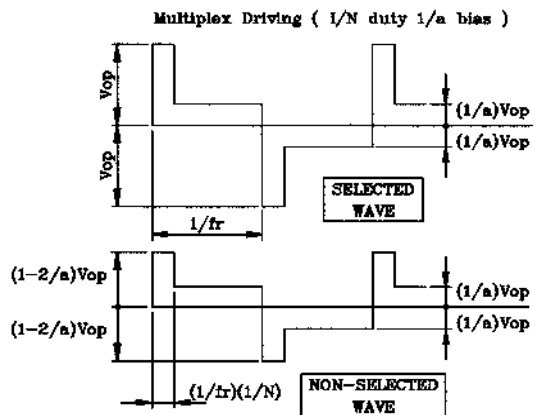 Multiplex Driving ( 1/N duty 1/a bias )
Vop
Vop
(1/a)Vop
(1/a)Vop
SELECTED
WAVE
1/fr
(1-2/a)Vop
(1-2/a)Vop
(1/a)Vop
(1/a)Vop
(1/fr)(1/N)
NON-SELECTED
WAVE